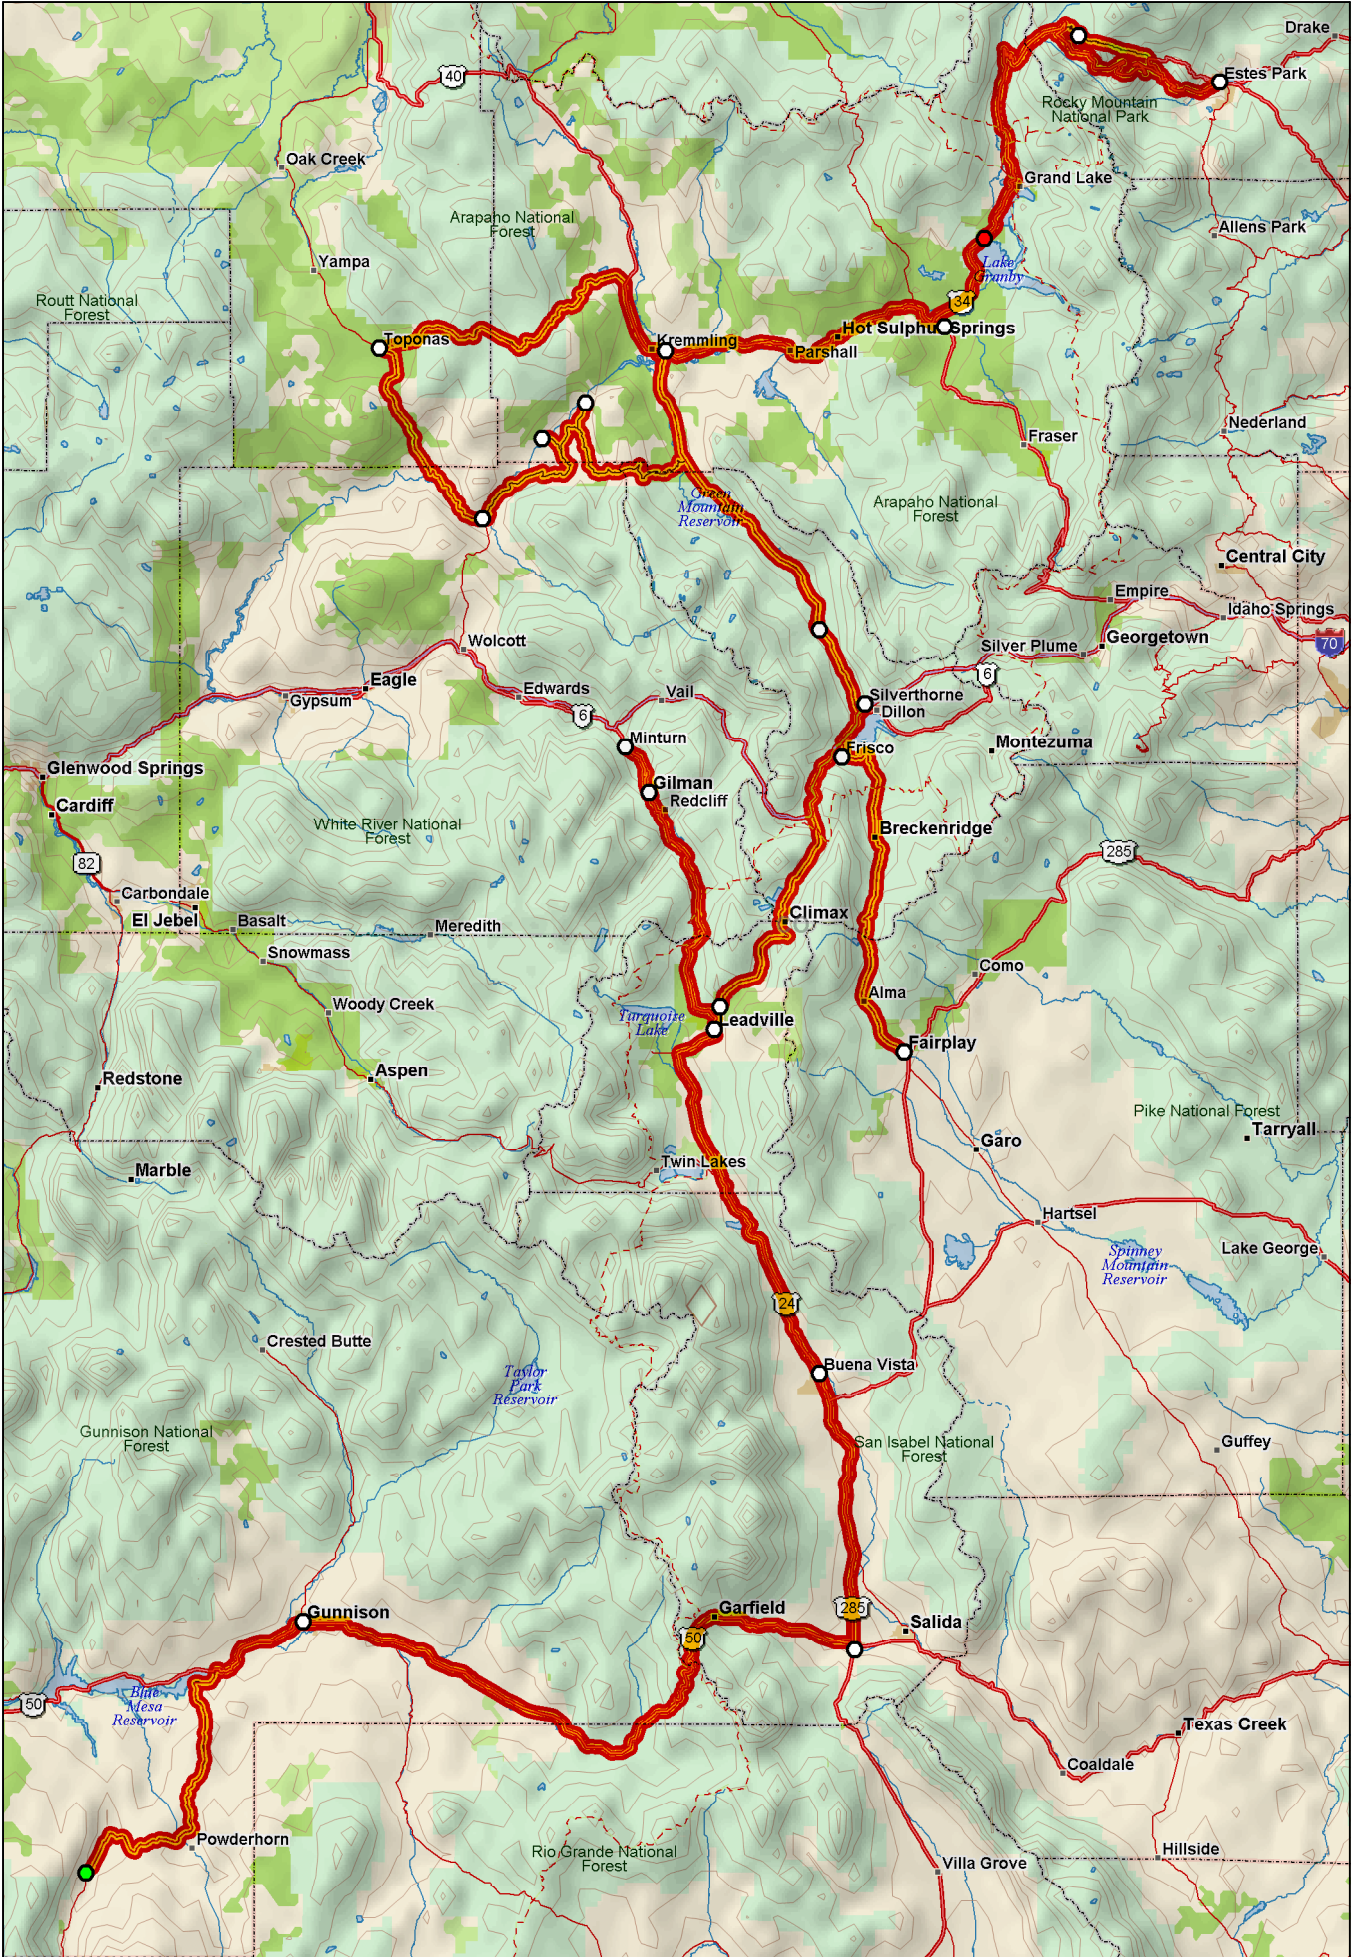 Drake
Estes Park
40
Rocky Mountain
National Park
Oak Creek
Grand Lake
Arapaho National
Forest
Allens Park
Yampa
Lake
Granby
Routt National
Forest
34
Toponas
Kremmling
Hot Sulphu Springs
Parshall
Nederland
Fraser
Green
Mountain
Reservoir
Arapaho National
Forest
Central City
Empire
Idaho Springs
Wolcott
Georgetown
Silver Plume
70
Eagle
6
Edwards
Vail
Silverthorne
Gypsum
Dillon
6
Minturn
Frisco
Montezuma
Glenwood Springs
Gilman
Cardiff
Redcliff
White River National
Forest
Breckenridge
82
285
Carbondale
El Jebel
Basalt
Climax
Meredith
Snowmass
Como
Woody Creek
Alma
Turquoise
Lake
Leadville
Fairplay
Aspen
Redstone
Pike National Forest
Tarryall
Garo
Marble
Twin Lakes
Hartsel
Spinney
Mountain
Reservoir
Lake George
24
Crested Butte
Buena Vista
Taylor
Park
Reservoir
Gunnison National
Forest
San Isabel National
Forest
Guffey
Gunnison
Garfield
285
Salida
50
Blue
Mesa
Reservoir
50
Texas Creek
Coaldale
Powderhorn
Rio Grande National
Forest
Hillside
Villa Grove